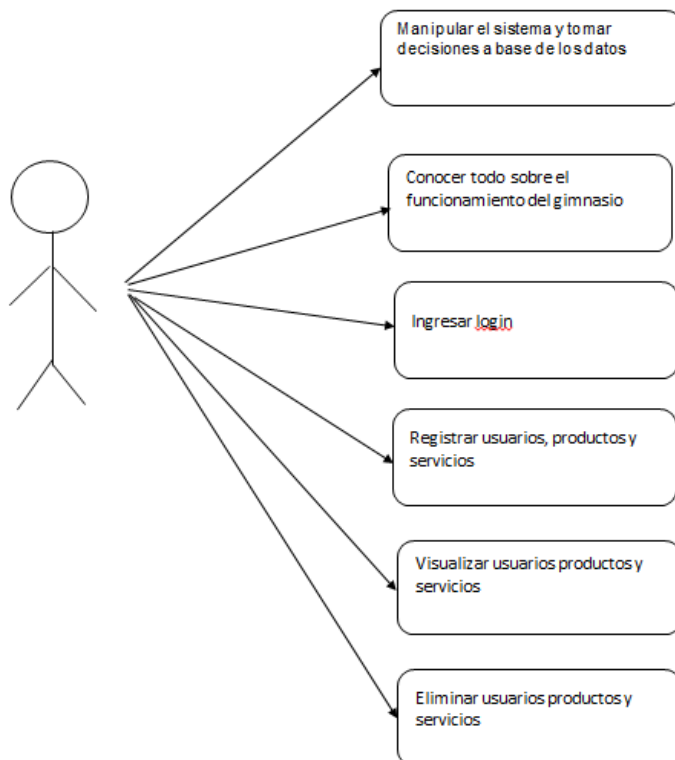 Manipular el sistema y tomar
decisiones a base de los datos
Conocer todo sobre el
funcionamiento del gimnasio
Ingresar login
Registrar usuarios, productos y
servicios
Visualizar usuarios productos y
servicios
Eliminar usuarios productos y
servicios